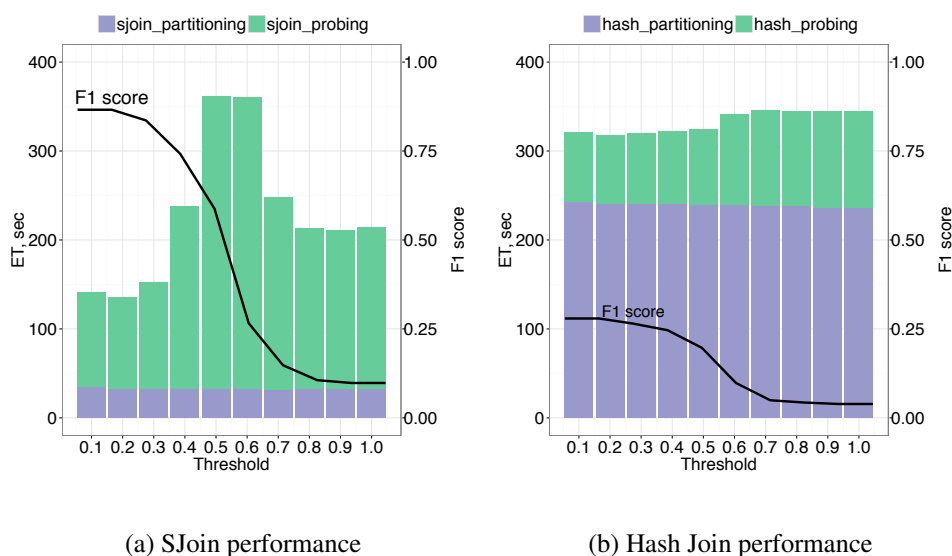 sjoin_partitioning sjoin_probing
400
300
200
100
0
ET, sec
F1 score
1.00
0.75
0.50
0.25
0.00
F1 score
0.1 0.2 0.3 0.4 0.5 0.6 0.7 0.8 0.9 1.0
Threshold
(a) SJoin performance
hash_partitioning hash_probing
400
300
200
100
0
ET, sec
F1 score
1.00
0.75
0.50
0.25
0.00
F1 score
0.1 0.2 0.3 0.4 0.5 0.6 0.7 0.8 0.9 1.0
Threshold
(b) Hash Join performance